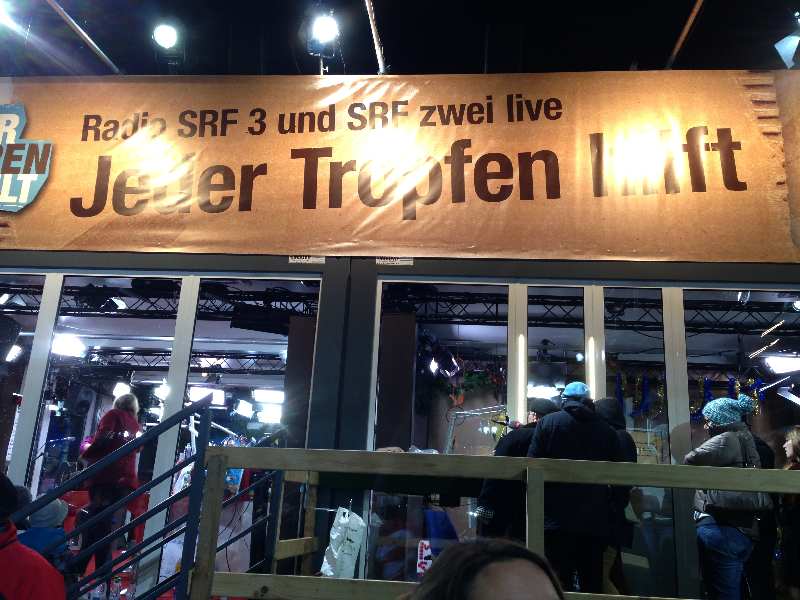 Radio SRF 3 und SRF zwei live
Jeder Tropfen hilft